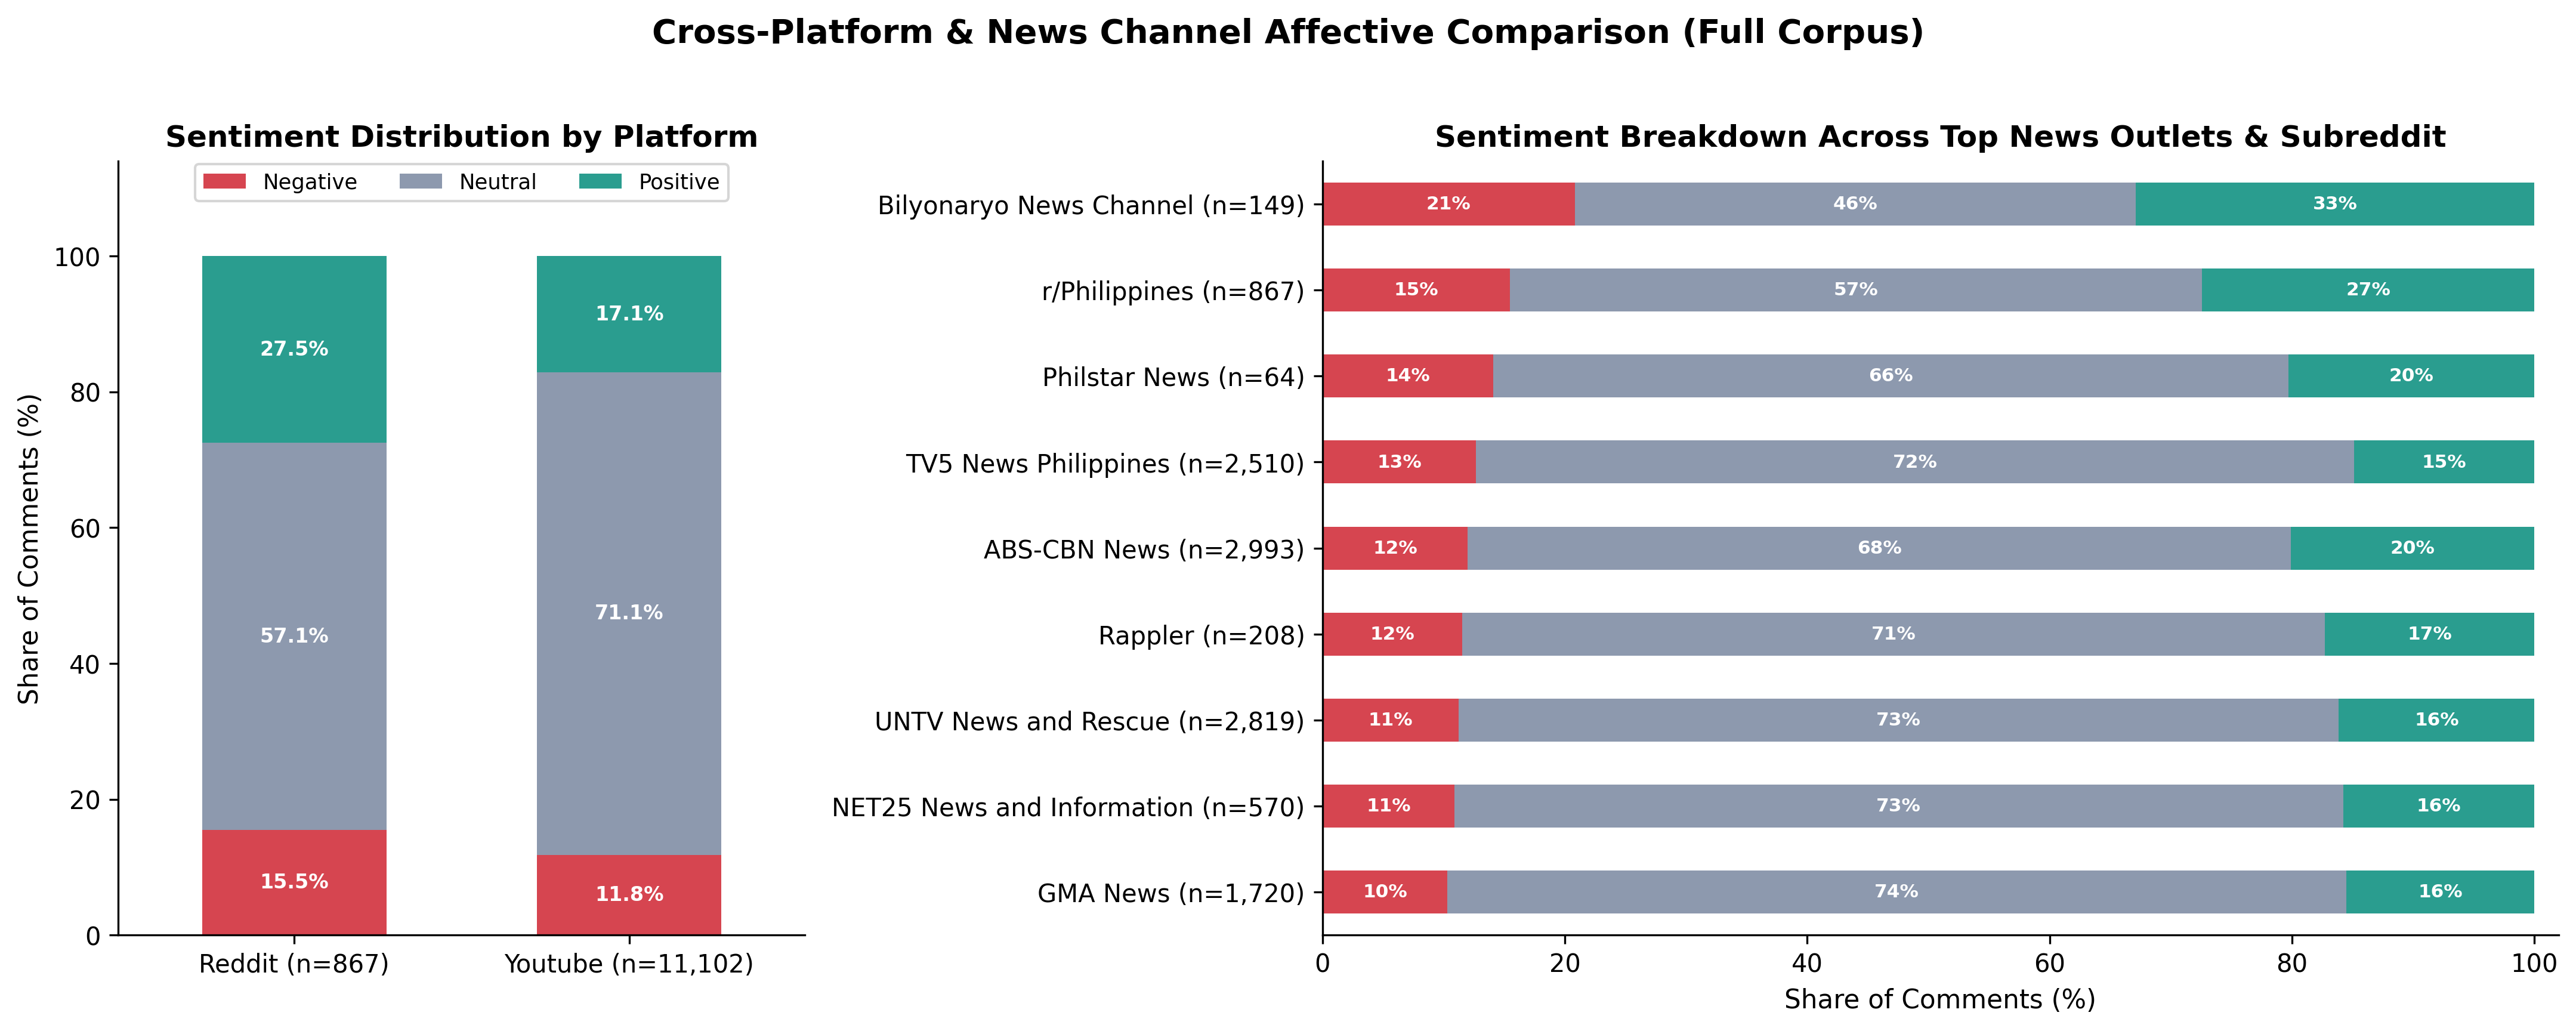 Cross-Platform & News Channel Affective Comparison (Full Corpus)
Sentiment Distribution by Platform
Negative Neutral Positive
Share of Comments (%)
100
80
60
40
20
0
27.5%
57.1%
15.5%
17.1%
71.1%
11.8%
Reddit (n=867) Youtube (n=11,102)
Sentiment Breakdown Across Top News Outlets & Subreddit
Bilyonaryo News Channel (n=149) 21% 46% 33%
r/Philippines (n=867) 15% 57% 27%
Philstar News (n=64) 14% 66% 20%
TV5 News Philippines (n=2,510) 13% 72% 15%
ABS-CBN News (n=2,993) 12% 68% 20%
Rappler (n=208) 12% 71% 17%
UNTV News and Rescue (n=2,819) 11% 73% 16%
NET25 News and Information (n=570) 11% 73% 16%
GMA News (n=1,720) 10% 74% 16%
0 20 40 60 80 100
Share of Comments (%)